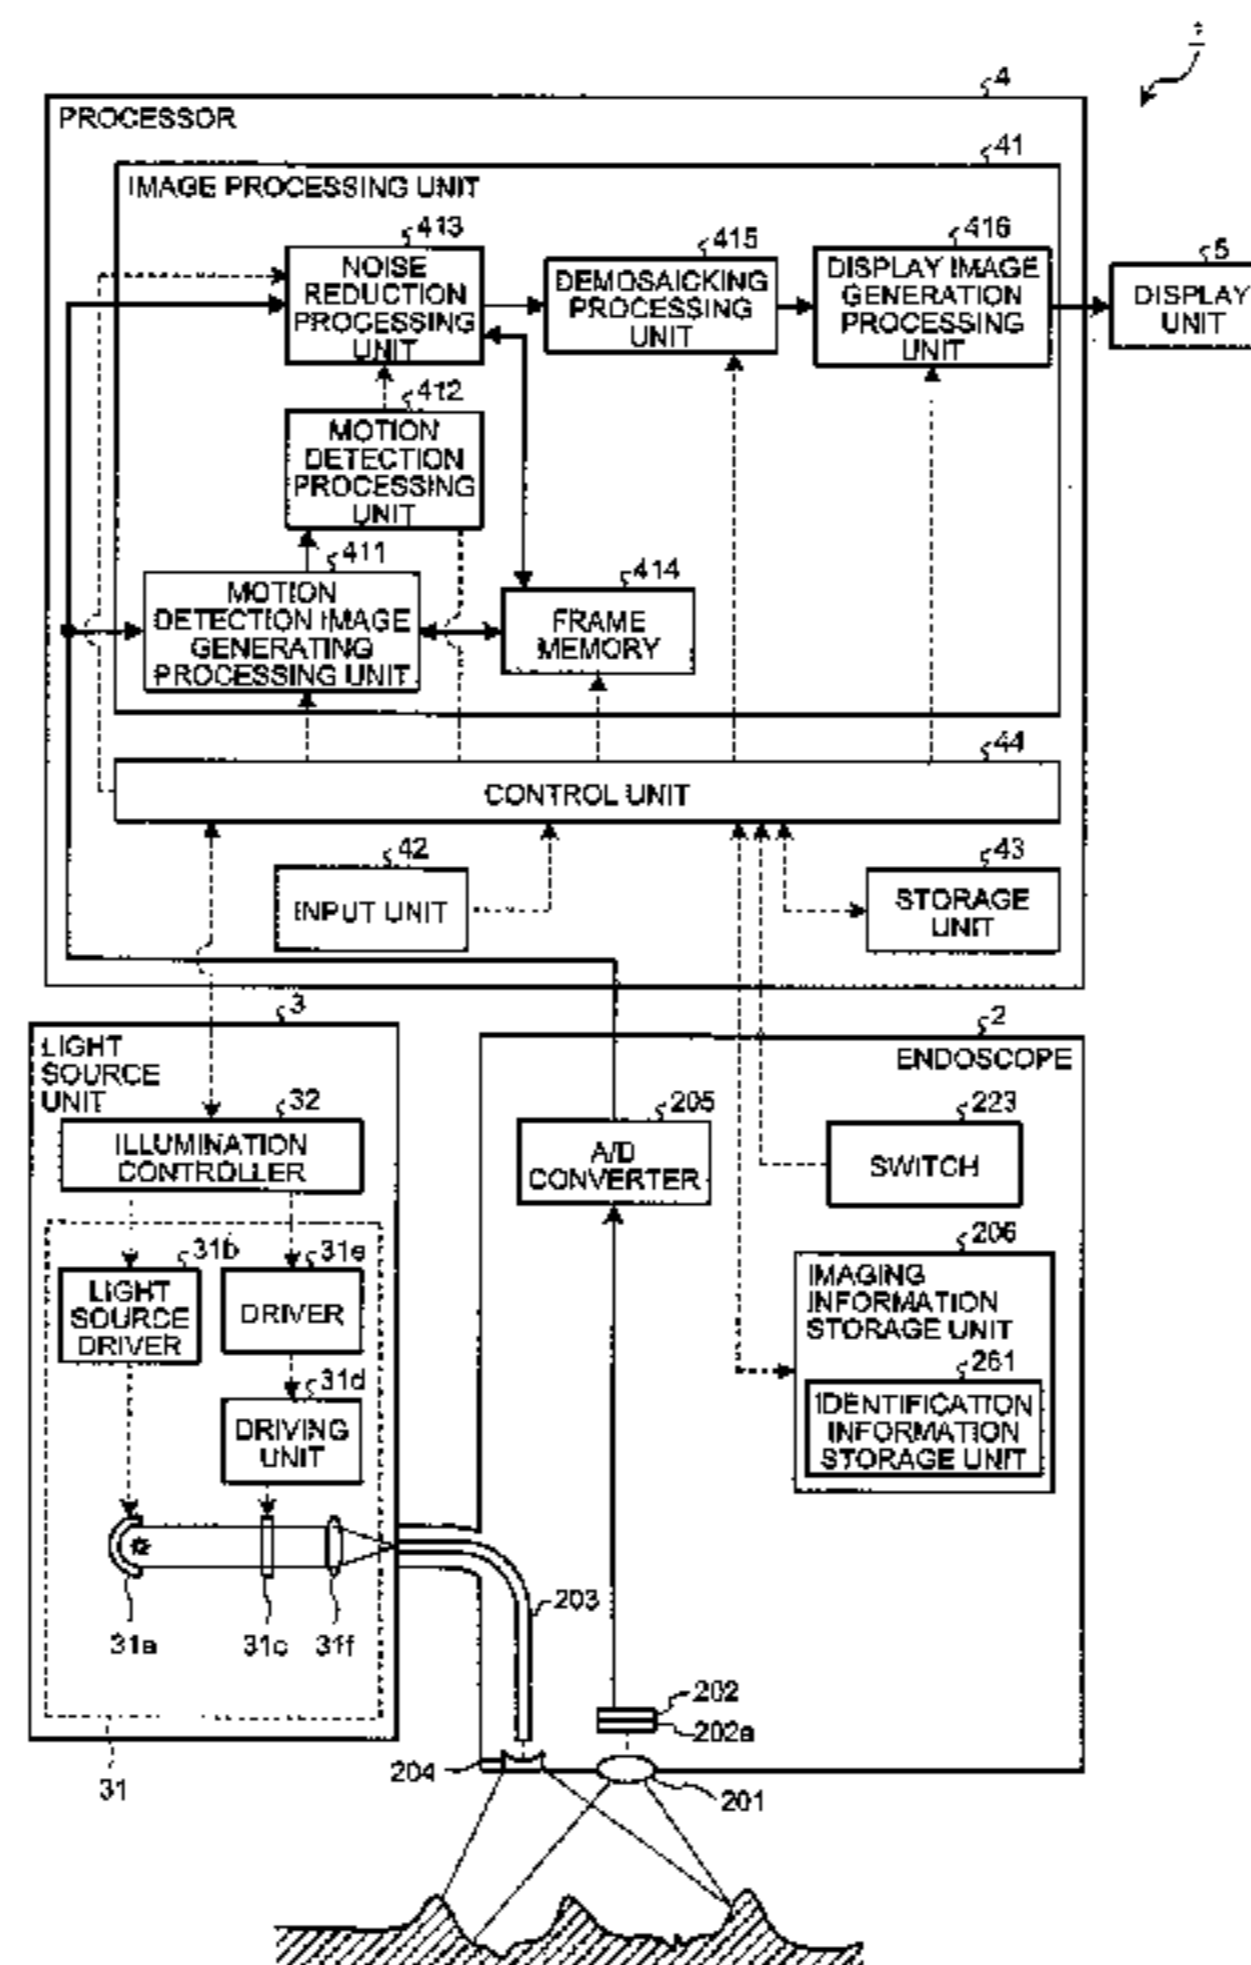 1
4
PROCESSOR
41
IMAGE PROCESSING UNIT
413
NOISE
REDUCTION
PROCESSING
UNIT
415
DEMOSAICKING
PROCESSING
UNIT
416
DISPLAY IMAGE
GENERATION
PROCESSING
UNIT
5
DISPLAY
UNIT
412
MOTION
DETECTION
PROCESSING
UNIT
411
MOTION
DETECTION IMAGE
GENERATING
PROCESSING UNIT
414
FRAME
MEMORY
44
CONTROL UNIT
42
INPUT UNIT
43
STORAGE
UNIT
3
LIGHT
SOURCE
UNIT
32
ILLUMINATION
CONTROLLER
31b
LIGHT
SOURCE
DRIVER
31e
DRIVER
31d
DRIVING
UNIT
31a
31c
31f
31
2
ENDOSCOPE
205
A/D
CONVERTER
223
SWITCH
206
IMAGING
INFORMATION
STORAGE UNIT
261
IDENTIFICATION
INFORMATION
STORAGE UNIT
203
202
202a
204
201